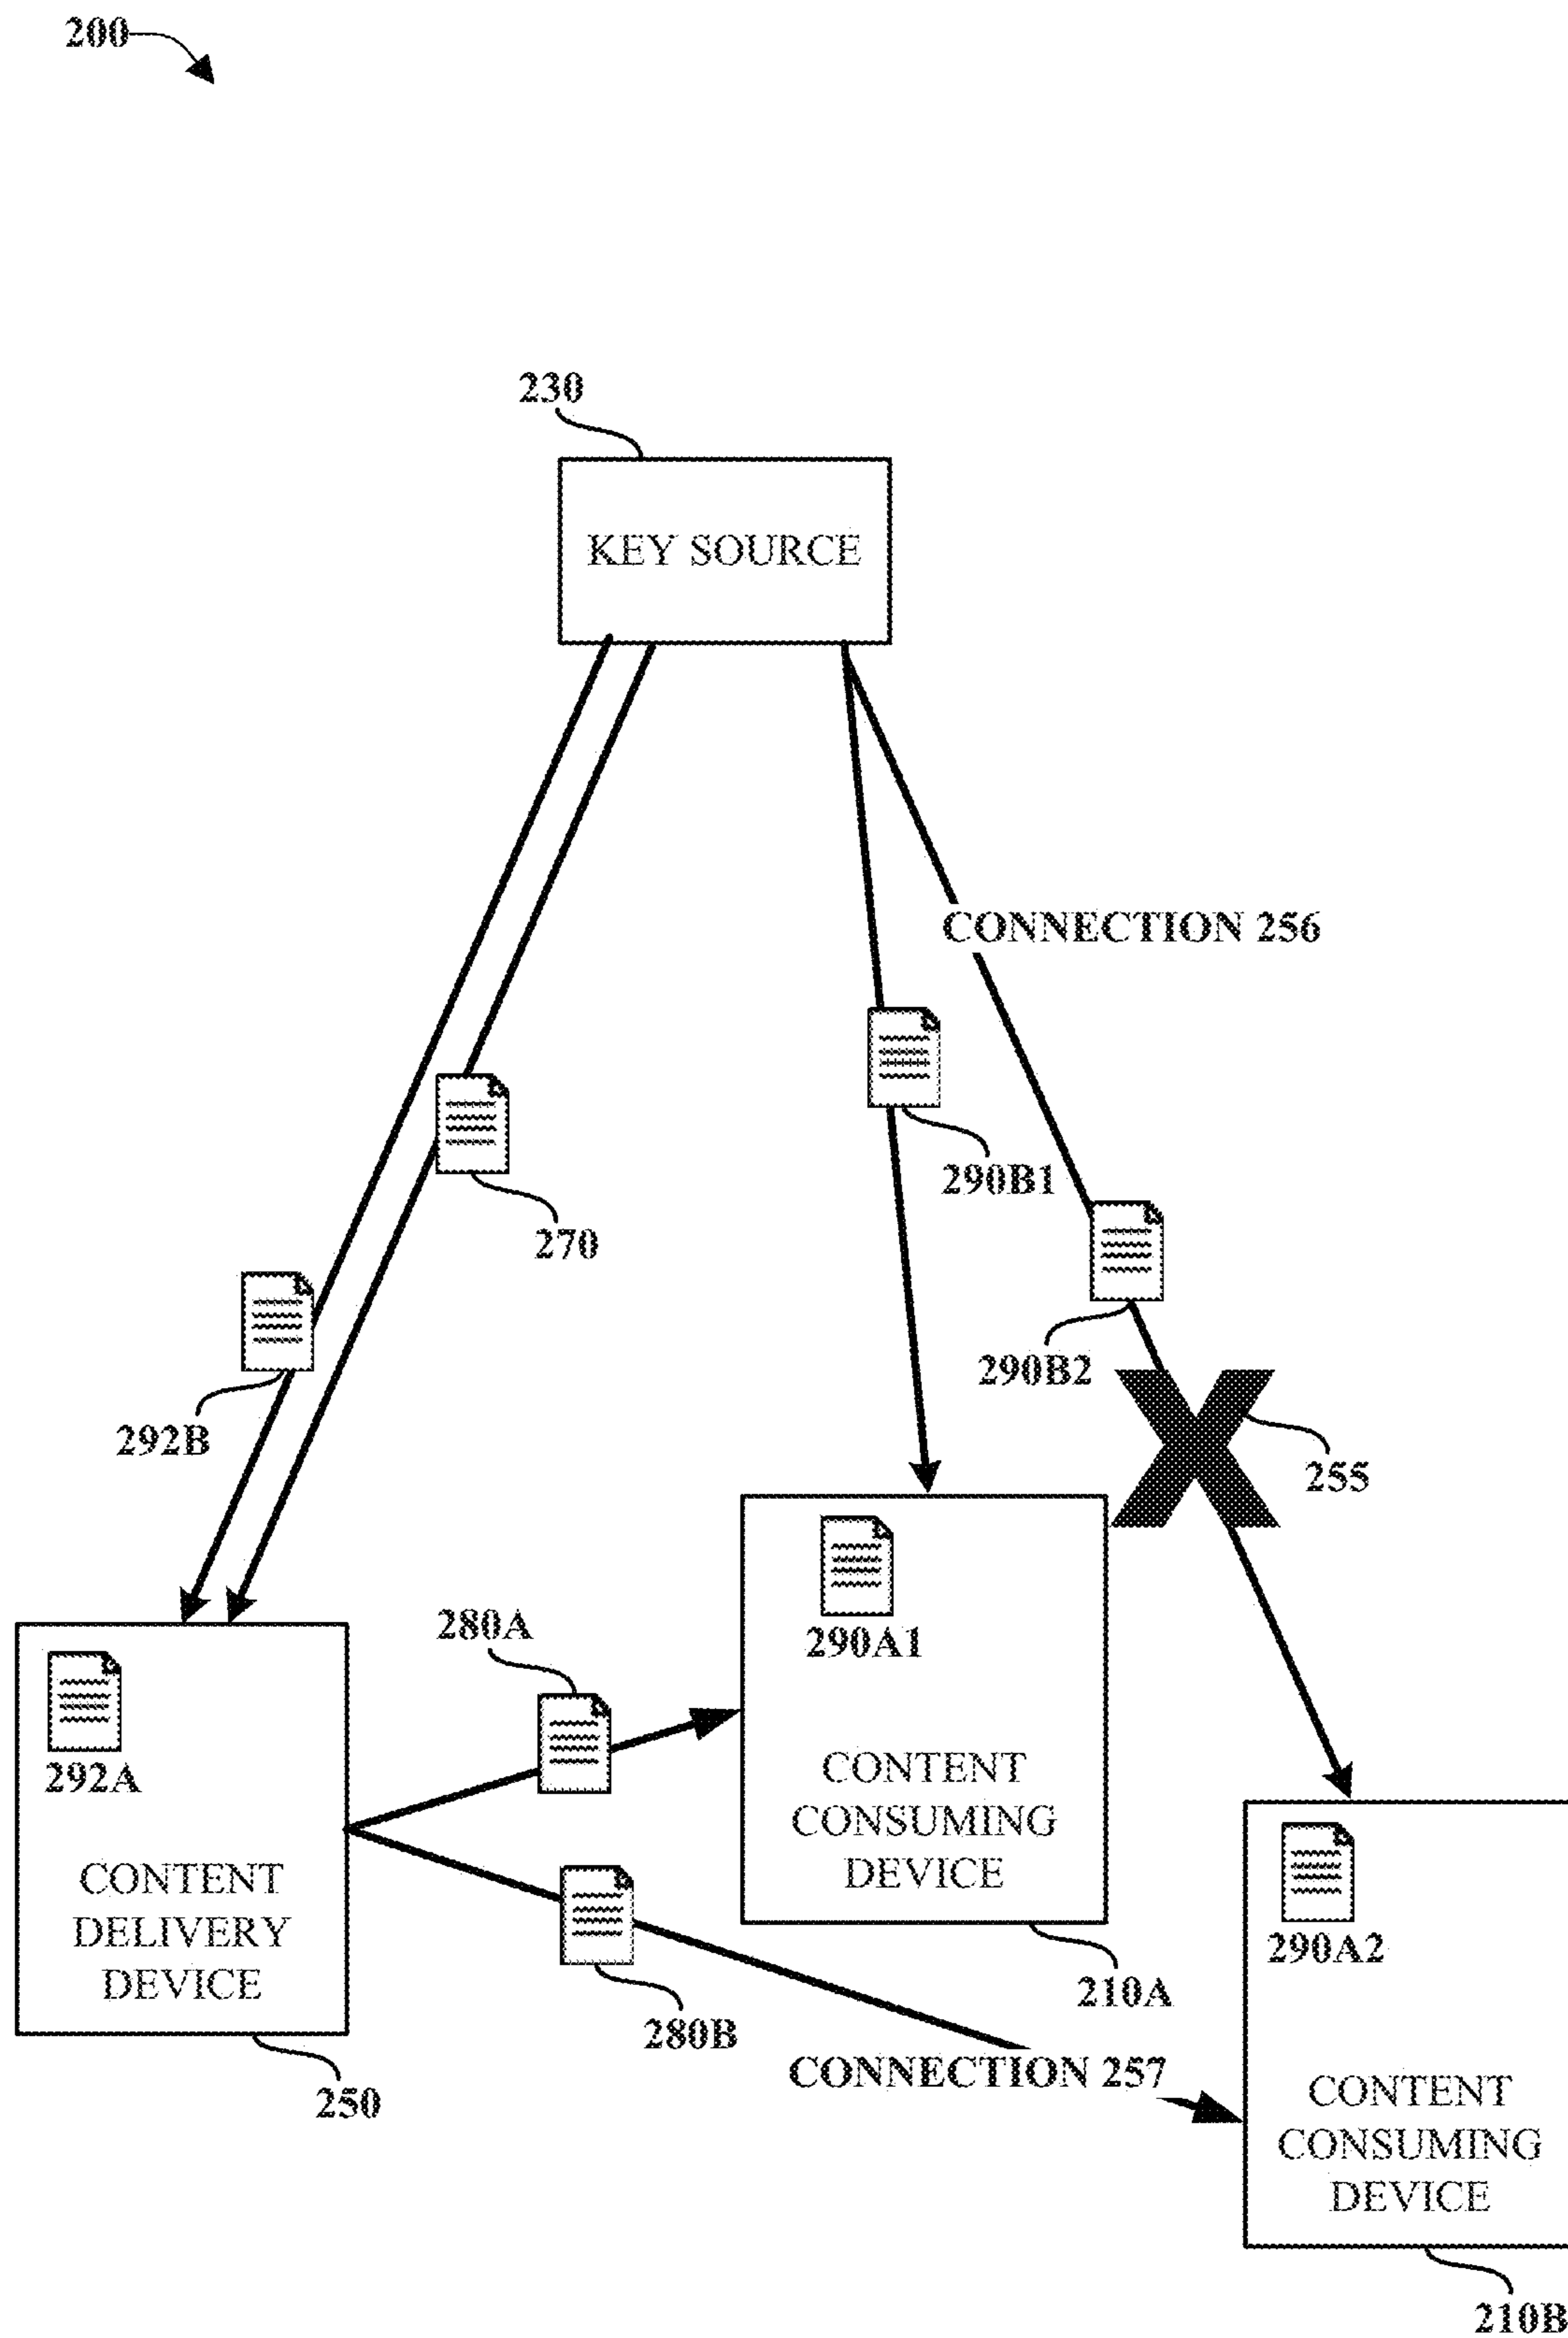 200
230
KEY SOURCE
CONNECTION 256
290B1
270
290B2
292B
255
280A
290A1
292A
CONTENT
CONSUMING
DEVICE
CONTENT
DELIVERY
DEVICE
290A2
210A
280B
CONNECTION 257
250
CONTENT
CONSUMING
DEVICE
210B